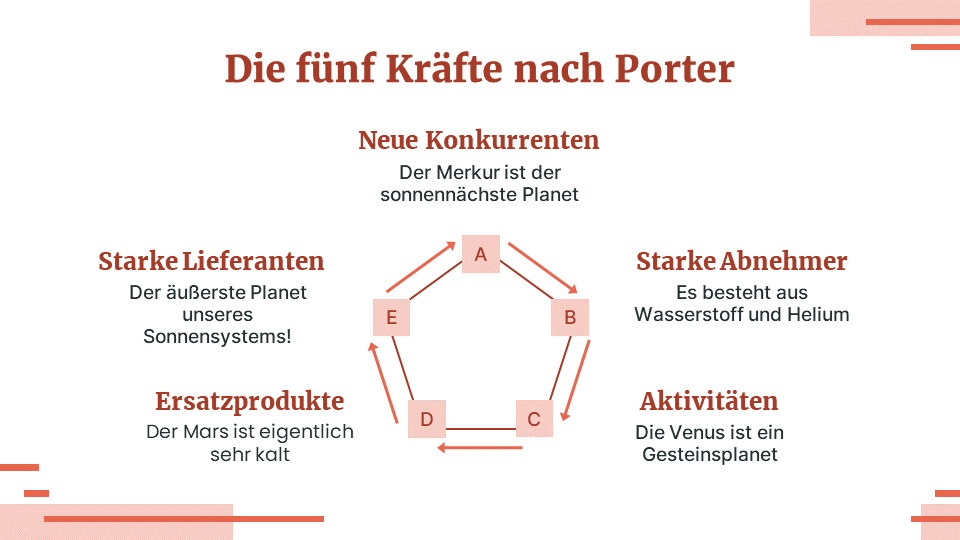 Die fünf Kräfte nach Porter
Neue Konkurrenten
Der Merkur ist der
sonnennächste Planet
Starke Lieferanten
Der äußerste Planet
unseres
Sonnensystems!
Starke Abnehmer
Es besteht aus
Wasserstoff und Helium
A
E
B
D
C
Ersatzprodukte
Der Mars ist eigentlich
sehr kalt
Aktivitäten
Die Venus ist ein
Gesteinsplanet